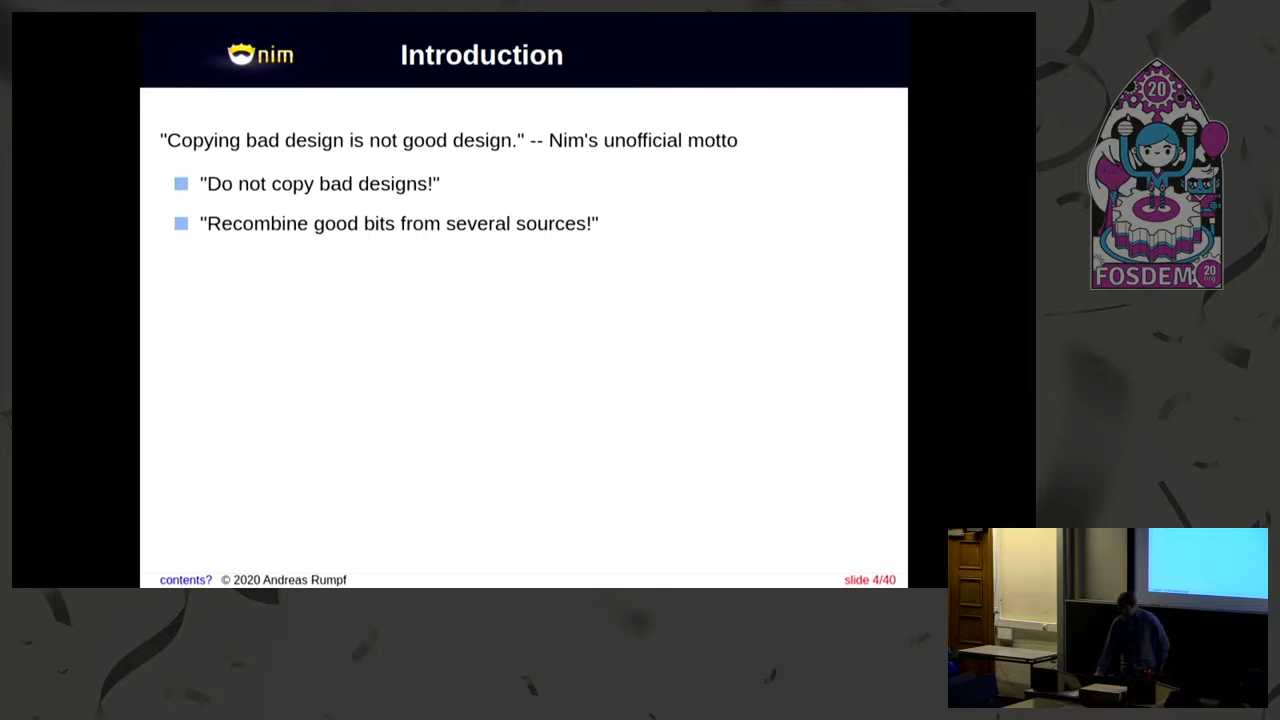 nim
Introduction
"Copying bad design is not good design." -- Nim's unofficial motto
"Do not copy bad designs!"
"Recombine good bits from several sources!"
contents? © 2020 Andreas Rumpf
slide 4/40
20
FOSDEM
20
.org